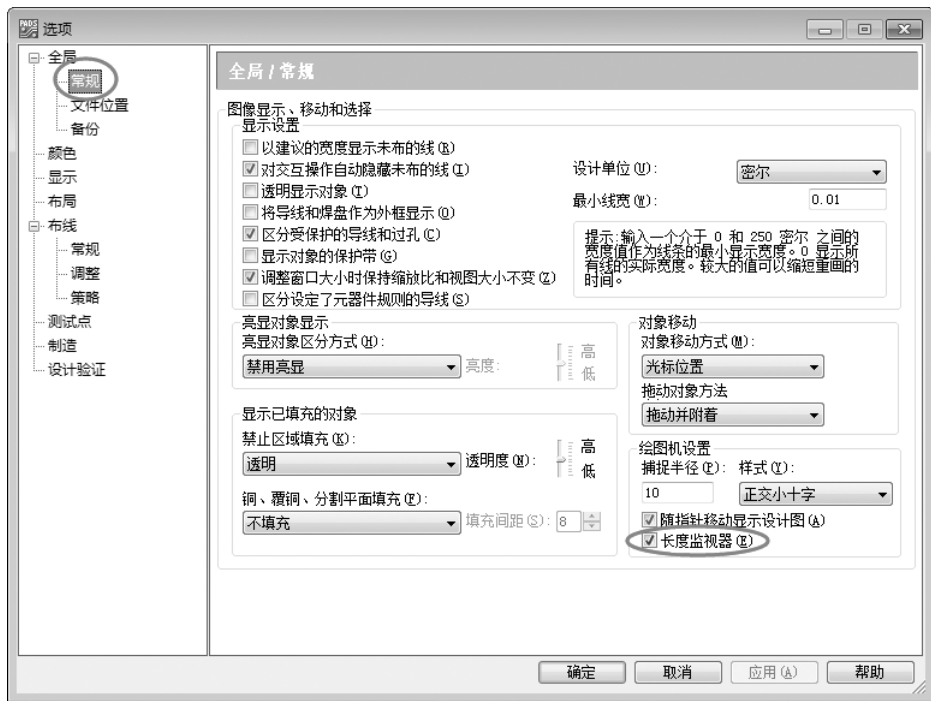 PADS
选项
全局
常规
文件位置
备份
颜色
显示
布局
布线
常规
调整
策略
测试点
制造
设计验证
全局 / 常规
图像显示、移动和选择
显示设置
以建议的宽度显示未布的线(R)
对交互操作自动隐藏未布的线(I)
透明显示对象(T)
将导线和焊盘作为外框显示(O)
区分受保护的导线和过孔(C)
显示对象的保护带(G)
调整窗口大小时保持缩放比和视图大小不变(Z)
区分设定了元器件规则的导线(S)
设计单位(U): 密尔
最小线宽(W): 0.01
提示:输入一个介于 0 和 250 密尔 之间的
宽度值作为线条的最小显示宽度。0 显示所
有线的实际宽度。较大的值可以缩短重画的
时间。
亮显对象显示
亮显对象区分方式(H):
禁用亮显 亮度: 高
低
显示已填充的对象
禁止区域填充(K):
透明 透明度(N): 高
低
铜、覆铜、分割平面填充(F):
不填充 填充间距(S): 8
对象移动
对象移动方式(M):
光标位置
拖动对象方法
拖动并附着
绘图机设置
捕捉半径(P): 样式(Y):
10 正交小十字
随指针移动显示设计图(A)
长度监视器(E)
确定 取消 应用(A) 帮助